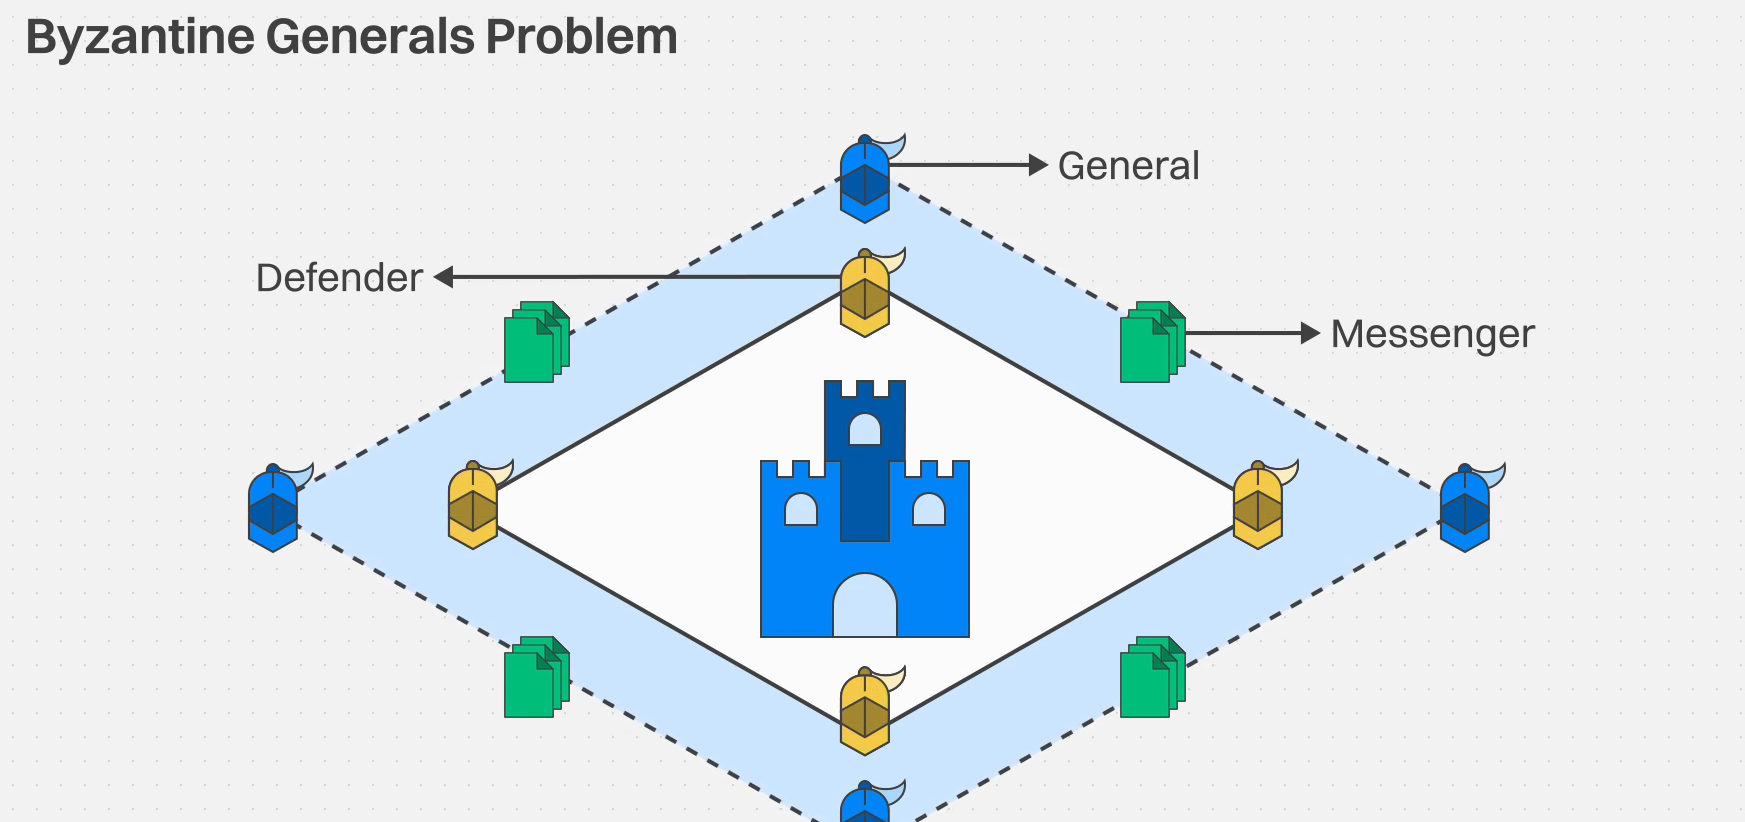 Byzantine Generals Problem
General
Defender
Messenger